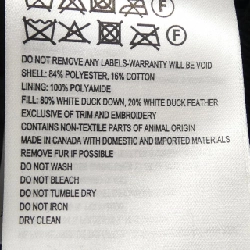 F
F
DO NOT REMOVE ANY LABELS-WARRANTY WILL BE VOID
SHELL: 84% POLYESTER, 16% COTTON
LINING: 100% POLYAMIDE
FILL: 80% WHITE DUCK DOWN, 20% WHITE DUCK FEATHER
EXCLUSIVE OF TRIM AND EMBROIDERY
CONTAINS NON-TEXTILE PARTS OF ANIMAL ORIGIN
MADE IN CANADA WITH DOMESTIC AND IMPORTED MATERIALS
REMOVE FUR IF POSSIBLE
DO NOT WASH
DO NOT BLEACH
DO NOT TUMBLE DRY
DO NOT IRON
DRY CLEAN